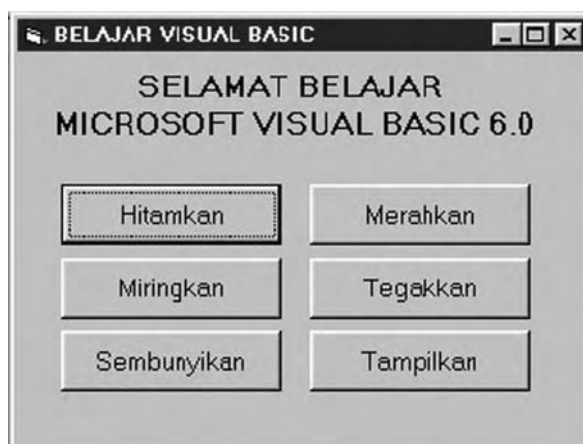 BELAJAR VISUAL BASIC
SELAMAT BELAJAR
MICROSOFT VISUAL BASIC 6.0
Hitamkan
Merahkan
Miringkan
Tegakkan
Sembunyikan
Tampilkan